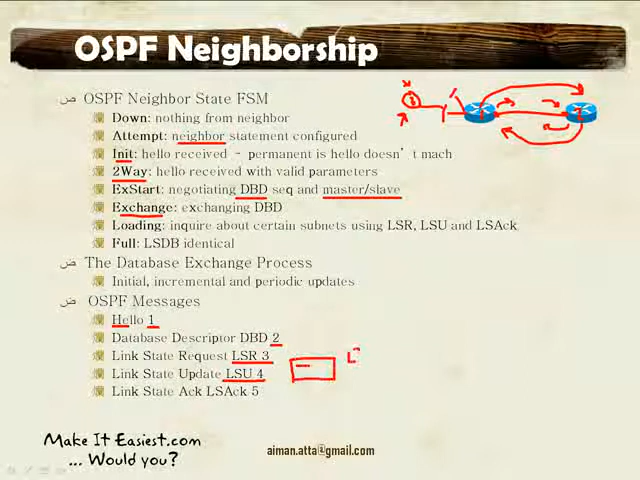 OSPF Neighborship
ص OSPF Neighbor State FSM
Down: nothing from neighbor
Attempt: neighbor statement configured
Init: hello received – permanent is hello doesn't mach
2Way: hello received with valid parameters
ExStart: negotiating DBD seq and master/slave
Exchange: exchanging DBD
Loading: inquire about certain subnets using LSR, LSU and LSAck
Full: LSDB identical
ص The Database Exchange Process
Initial, incremental and periodic updates
ص OSPF Messages
Hello 1
Database Descriptor DBD 2
Link State Request LSR 3
Link State Update LSU 4
Link State Ack LSAck 5
Make It Easiest.com
... Would you?
aiman.atta@gmail.com